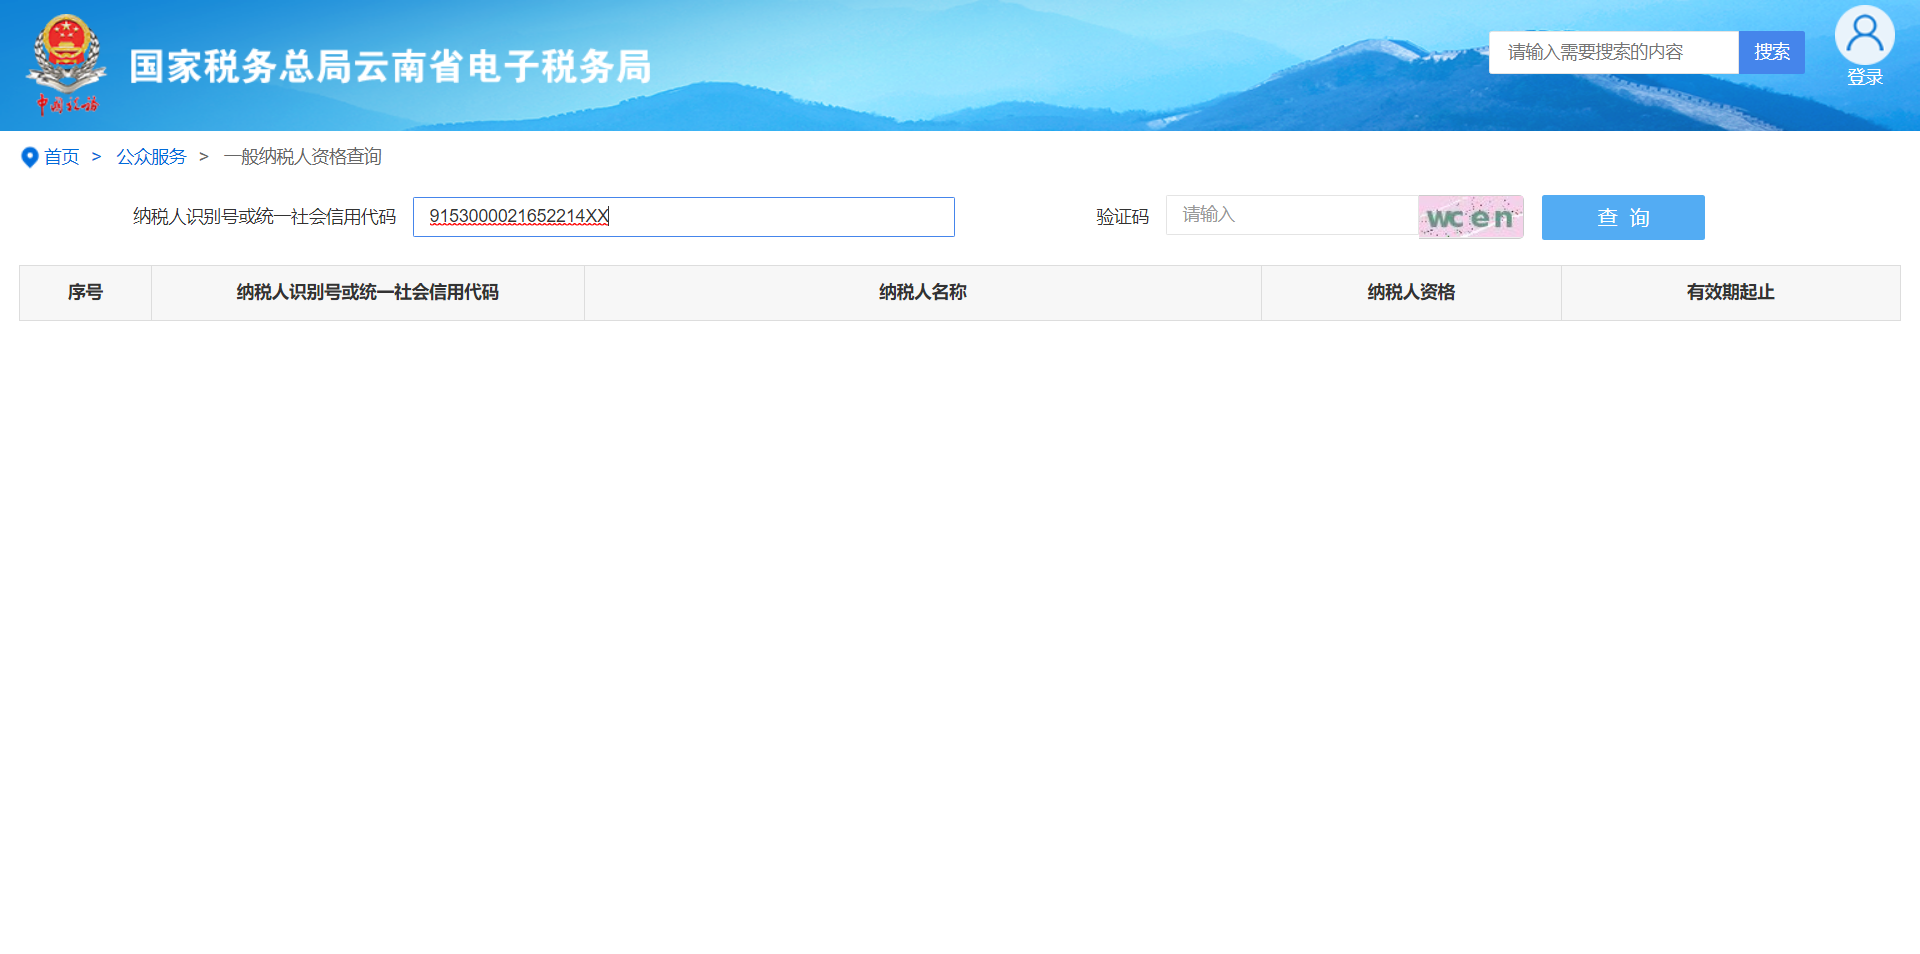 国家税务总局云南省电子税务局
中国税务
请输入需要搜索的内容 搜索
登录
首页 > 公众服务 > 一般纳税人资格查询
纳税人识别号或统一社会信用代码 9153000021652214XX 验证码 请输入 wcen 查 询
序号 纳税人识别号或统一社会信用代码 纳税人名称 纳税人资格 有效期起止